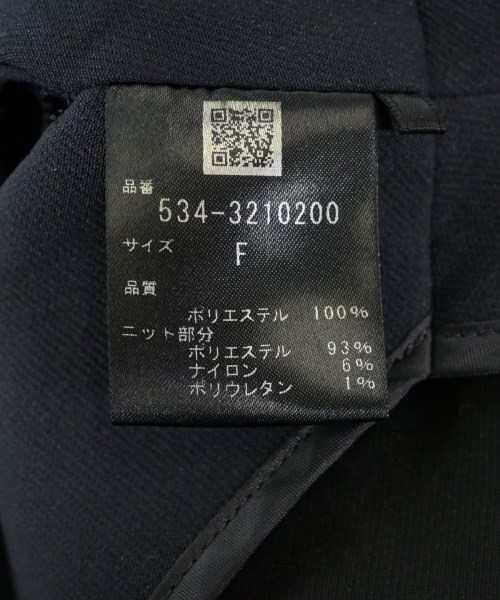 品番
534-3210200
サイズ F
品質
ポリエステル 100%
ニット部分
ポリエステル 93%
ナイロン 6%
ポリウレタン 1%